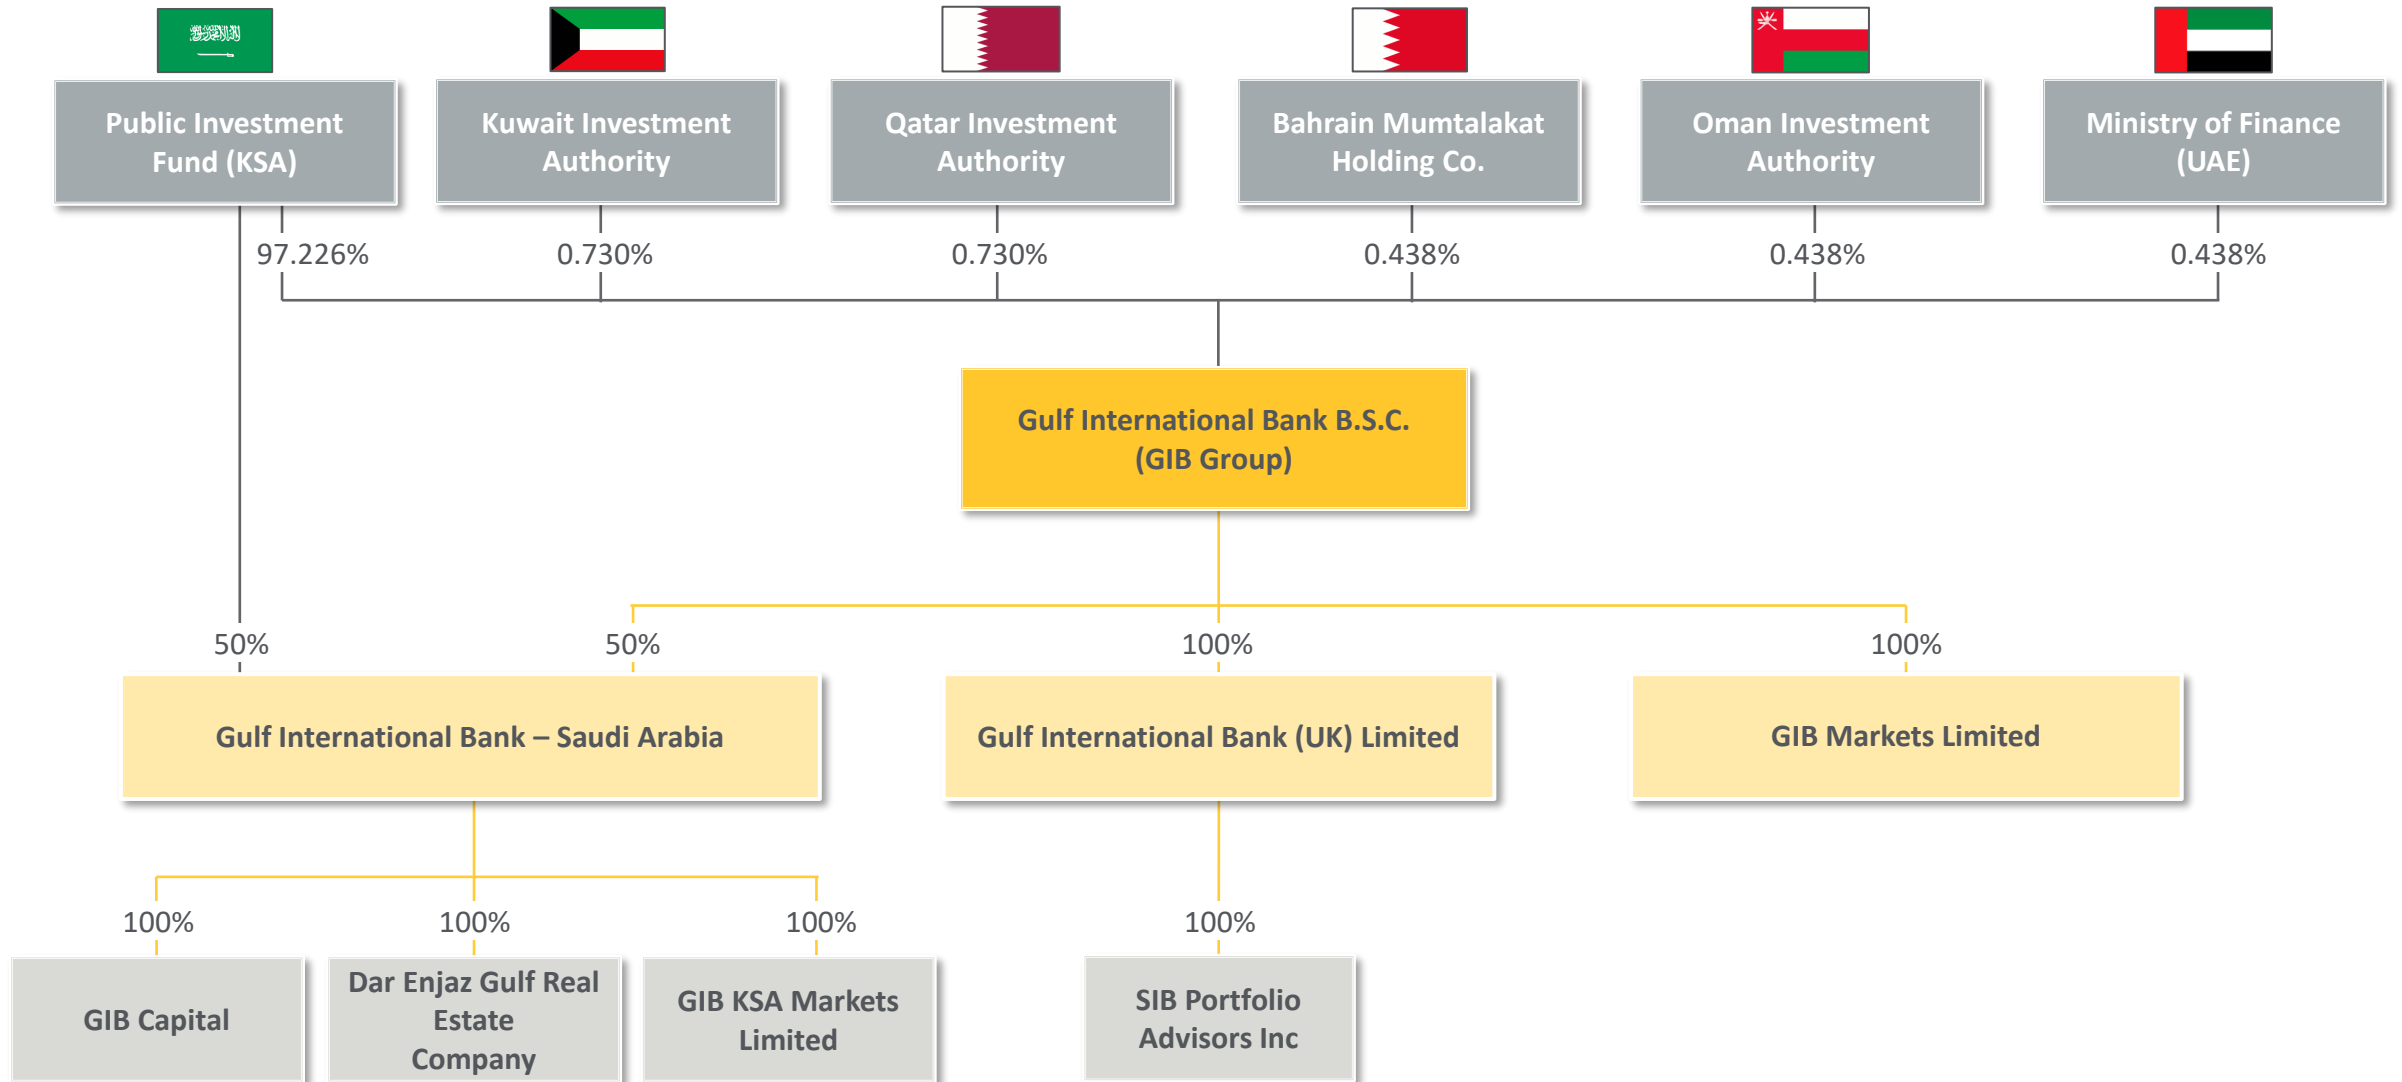 Public Investment
Fund (KSA)
Kuwait Investment
Authority
Qatar Investment
Authority
Bahrain Mumtalakat
Holding Co.
Oman Investment
Authority
Ministry of Finance
(UAE)
97.226%
0.730%
0.730%
0.438%
0.438%
0.438%
Gulf International Bank B.S.C.
(GIB Group)
50%
50%
100%
100%
Gulf International Bank – Saudi Arabia
Gulf International Bank (UK) Limited
GIB Markets Limited
100%
100%
100%
100%
GIB Capital
Dar Enjaz Gulf Real
Estate
Company
GIB KSA Markets
Limited
SIB Portfolio
Advisors Inc